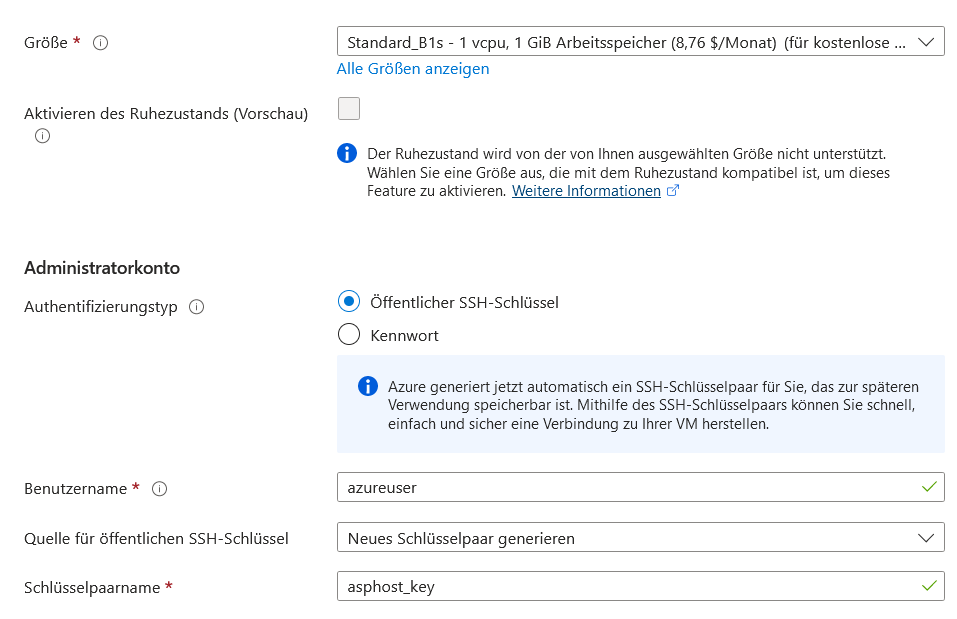 Größe *
Standard_B1s - 1 vcpu, 1 GiB Arbeitsspeicher (8,76 $/Monat) (für kostenlose ...
Alle Größen anzeigen
Aktivieren des Ruhezustands (Vorschau)
Der Ruhezustand wird von der von Ihnen ausgewählten Größe nicht unterstützt.
Wählen Sie eine Größe aus, die mit dem Ruhezustand kompatibel ist, um dieses
Feature zu aktivieren. Weitere Informationen
Administratorkonto
Authentifizierungstyp
Öffentlicher SSH-Schlüssel
Kennwort
Azure generiert jetzt automatisch ein SSH-Schlüsselpaar für Sie, das zur späteren
Verwendung speicherbar ist. Mithilfe des SSH-Schlüsselpaars können Sie schnell,
einfach und sicher eine Verbindung zu Ihrer VM herstellen.
Benutzername *
azureuser
Quelle für öffentlichen SSH-Schlüssel
Neues Schlüsselpaar generieren
Schlüsselpaarname *
asphost_key